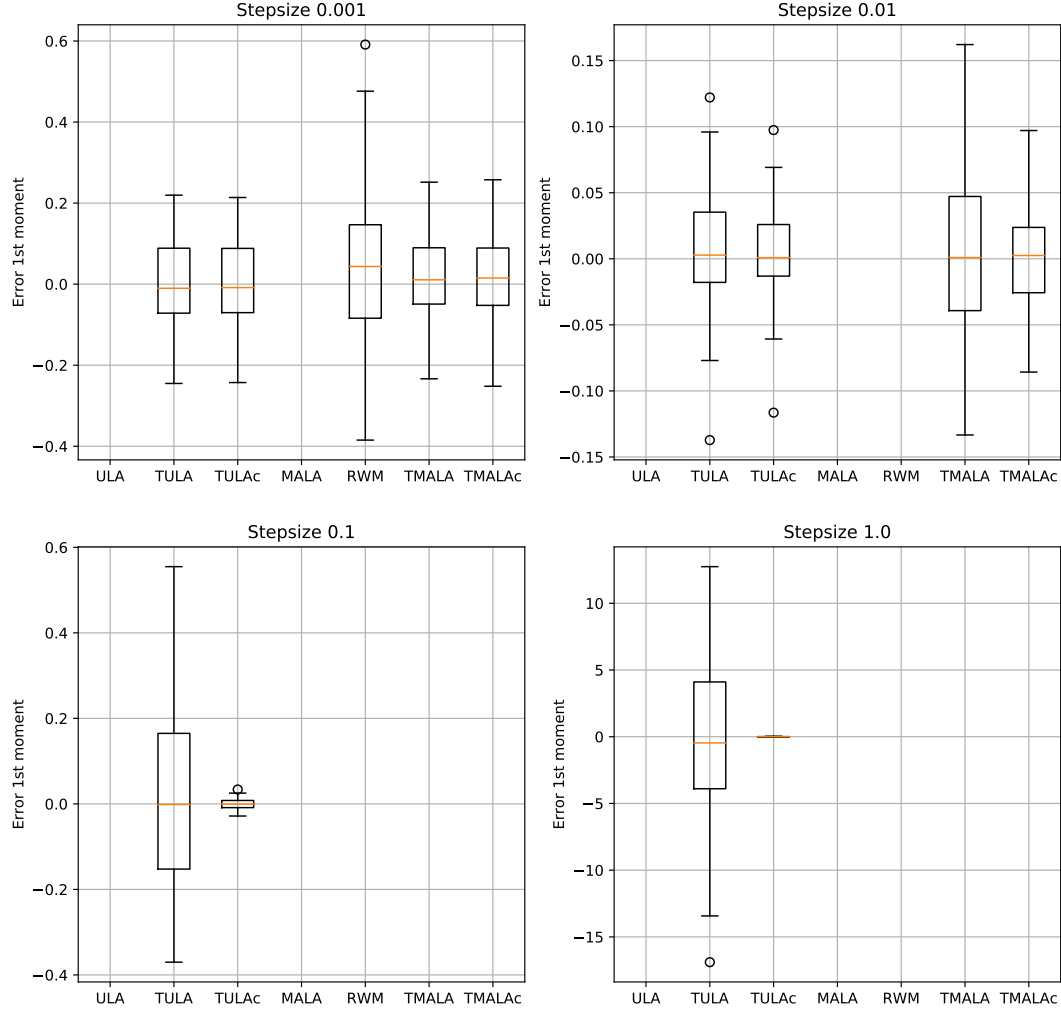 Stepsize 0.001
Error 1st moment
0.6
0.4
0.2
0.0
−0.2
−0.4
ULA TULA TULAc MALA RWM TMALA TMALAc
Stepsize 0.01
Error 1st moment
0.15
0.10
0.05
0.00
−0.05
−0.10
−0.15
ULA TULA TULAc MALA RWM TMALA TMALAc
Stepsize 0.1
Error 1st moment
0.6
0.4
0.2
0.0
−0.2
−0.4
ULA TULA TULAc MALA RWM TMALA TMALAc
Stepsize 1.0
Error 1st moment
10
5
0
−5
−10
−15
ULA TULA TULAc MALA RWM TMALA TMALAc